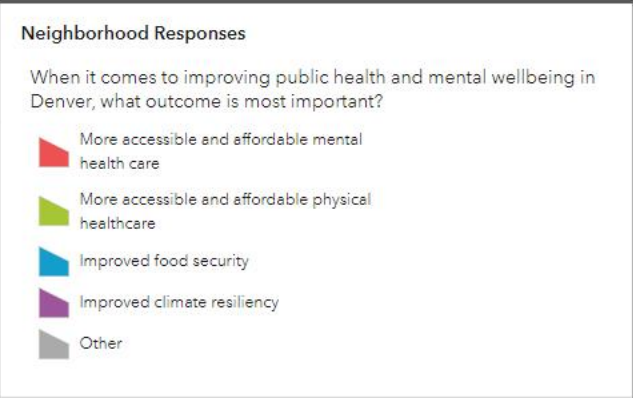 Neighborhood Responses
When it comes to improving public health and mental wellbeing in
Denver, what outcome is most important?
More accessible and affordable mental
health care
More accessible and affordable physical
healthcare
Improved food security
Improved climate resiliency
Other